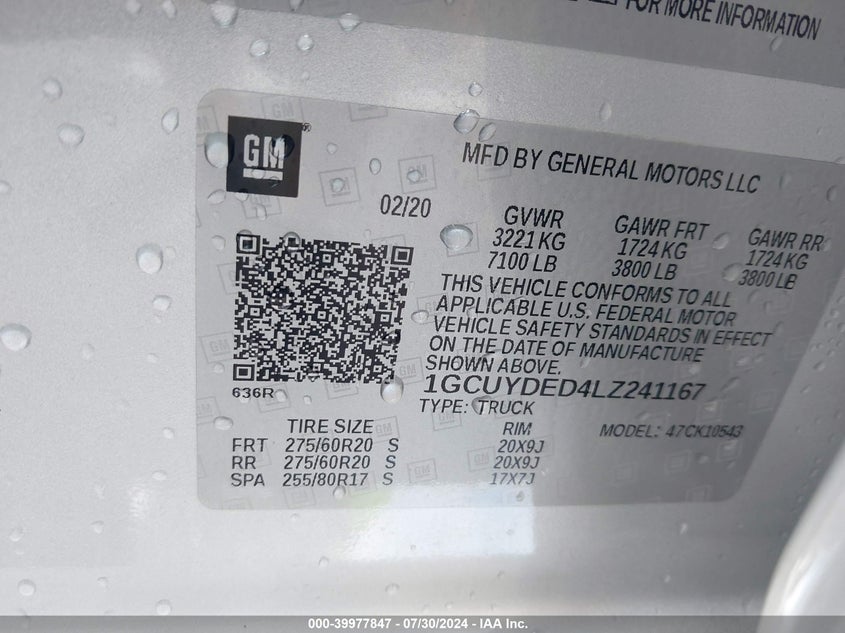 FOR MORE INFORMATION
GM
MFD BY GENERAL MOTORS LLC
02/20
GVWR GAWR FRT GAWR RR
3221 KG 1724 KG 1724 KG
7100 LB 3800 LB 3800 LB
THIS VEHICLE CONFORMS TO ALL
APPLICABLE U.S. FEDERAL MOTOR
VEHICLE SAFETY STANDARDS IN EFFECT
ON THE DATE OF MANUFACTURE
SHOWN ABOVE.
636R
1GCUYDED4LZ241167
TYPE: TRUCK
TIRE SIZE RIM MODEL: 47CK10543
FRT 275/60R20 S 20X9J
RR 275/60R20 S 20X9J
SPA 255/80R17 S 17X7J
000-39977847 / 07/30/2024 - IAA Inc.